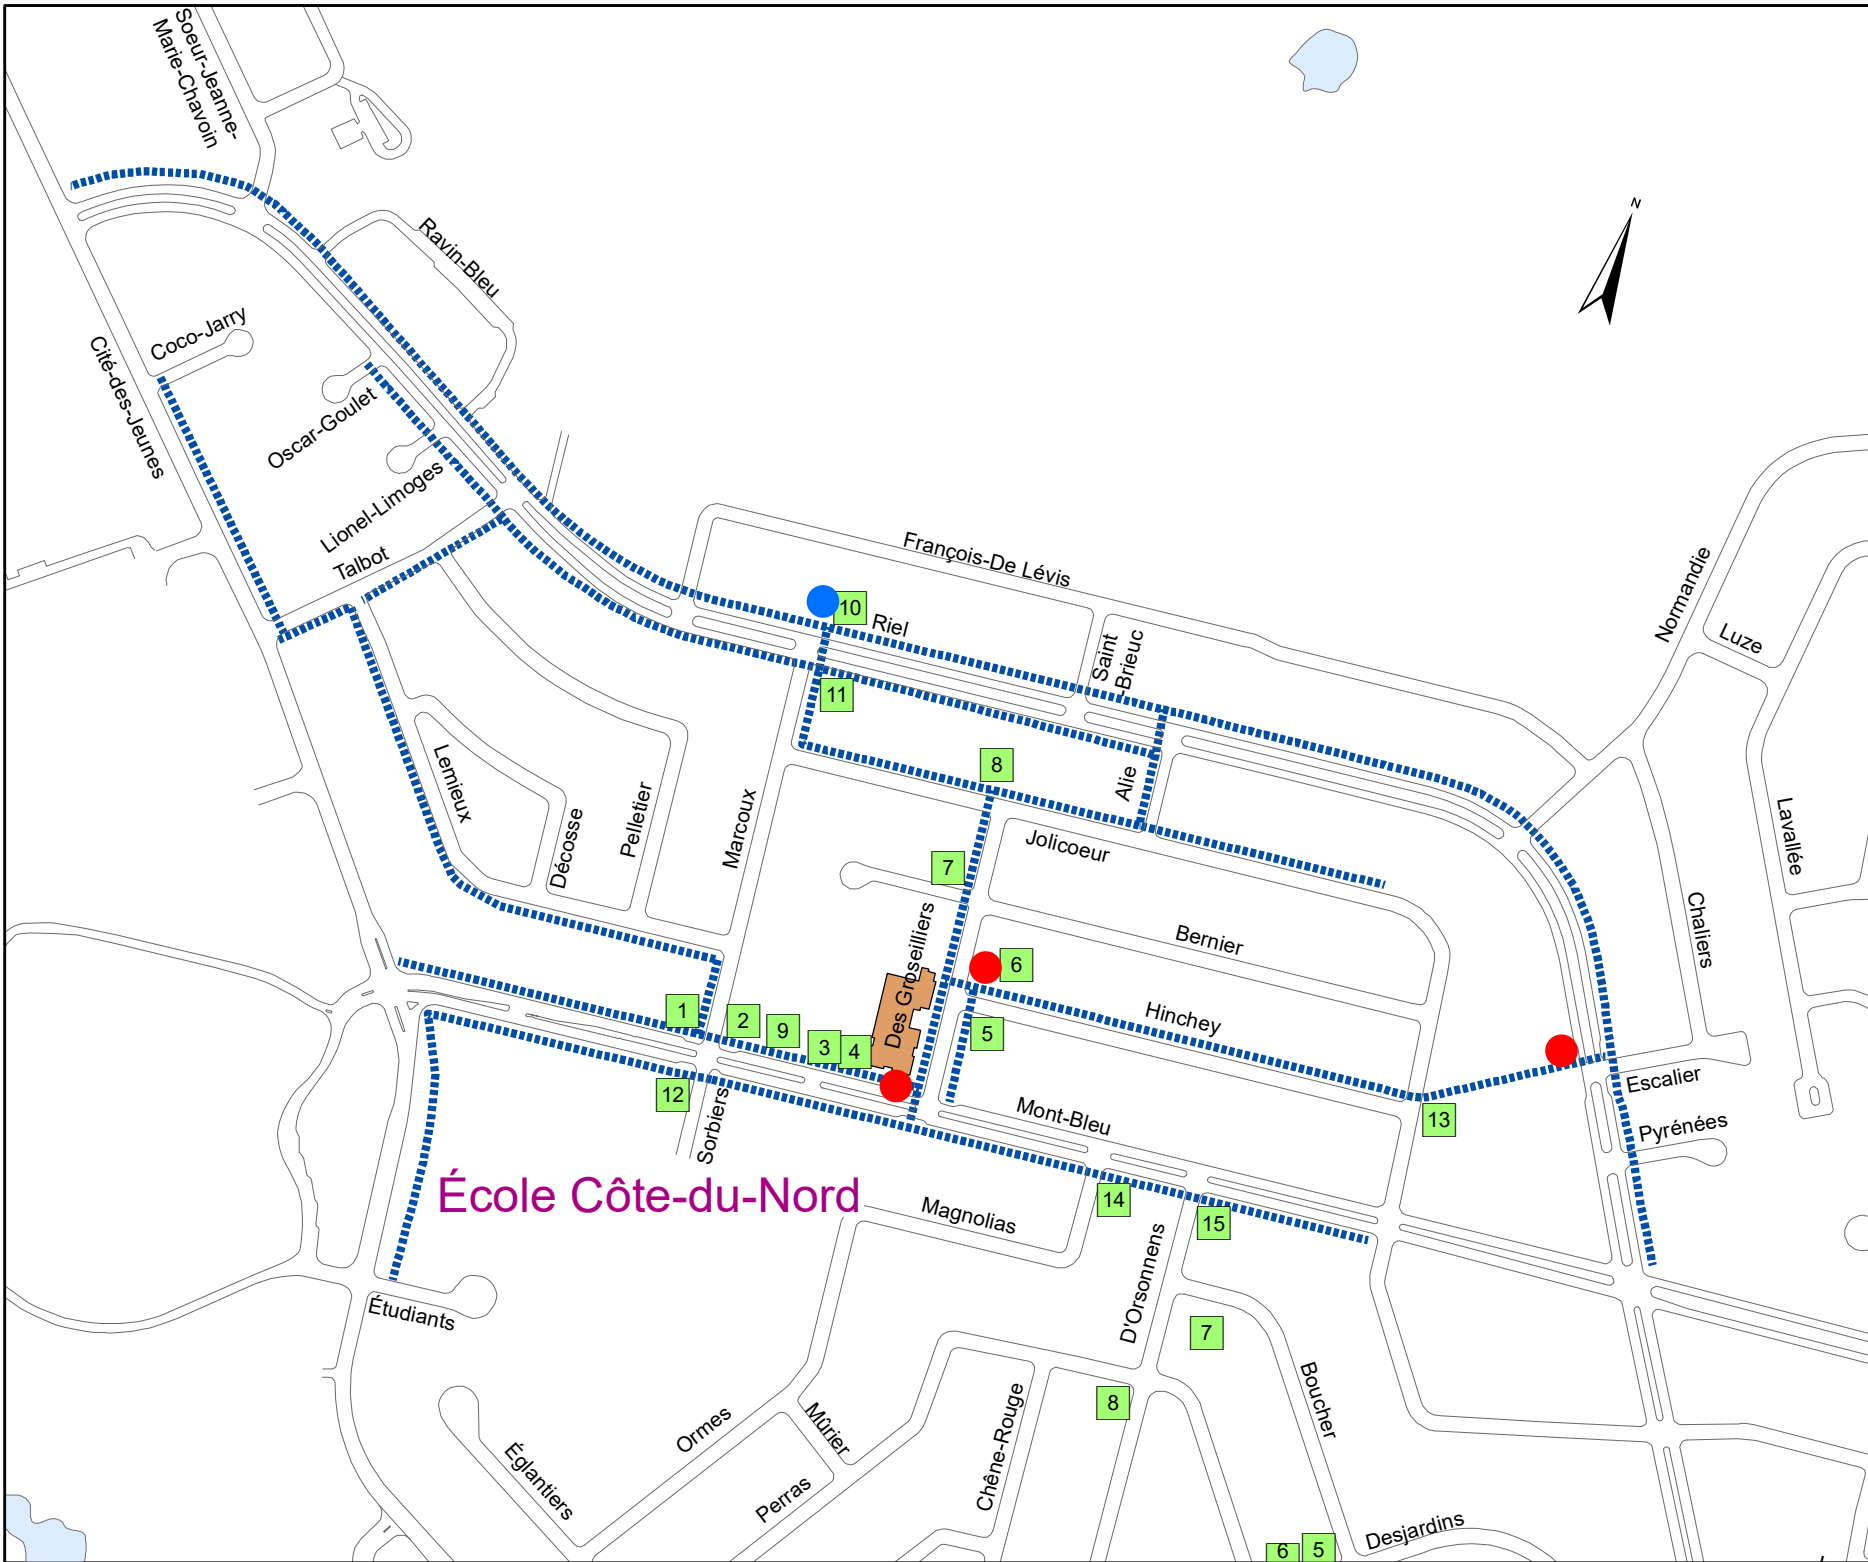 Soeur-Jeanne-
Marie-Chavoin
N
Ravin-Bleu
Coco-Jarry
Cité-des-Jeunes
Oscar-Goulet
Lionel-Limoges
Talbot
François-De Lévis
Normandie
Luze
10
Riel
Saint
-Brieuc
11
8
Alie
Lemieux
Décosse
Pelletier
Marcoux
Jolicoeur
Lavallée
7
Des Groseilliers
Bernier
Chaliers
6
1
2
9
3
4
5
Hinchey
Escalier
12
Sorbiers
Mont-Bleu
13
Pyrénées
École Côte-du-Nord
Magnolias
14
15
D'Orsonnens
Étudiants
7
Boucher
8
Chêne-Rouge
Ormes
Mûrier
Églantiers
Perras
Desjardins
6
5